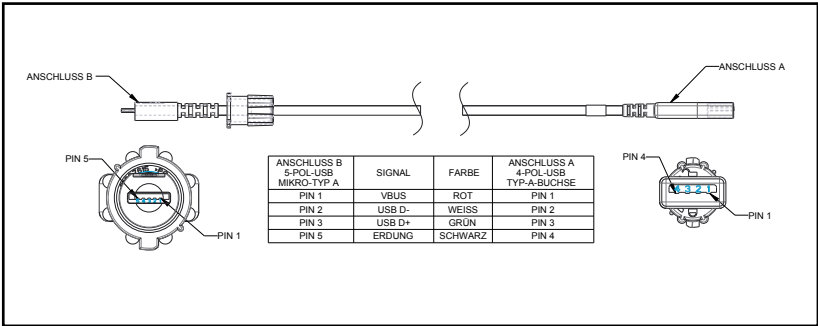 ANSCHLUSS B
ANSCHLUSS A
PIN 5
PIN 1
ANSCHLUSS B 5-POL-USB MIKRO-TYP A | SIGNAL | FARBE | ANSCHLUSS A 4-POL-USB TYP-A-BUCHSE
PIN 1 | VBUS | ROT | PIN 1
PIN 2 | USB D- | WEISS | PIN 2
PIN 3 | USB D+ | GRÜN | PIN 3
PIN 5 | ERDUNG | SCHWARZ | PIN 4
PIN 4
4 3 2 1
PIN 1